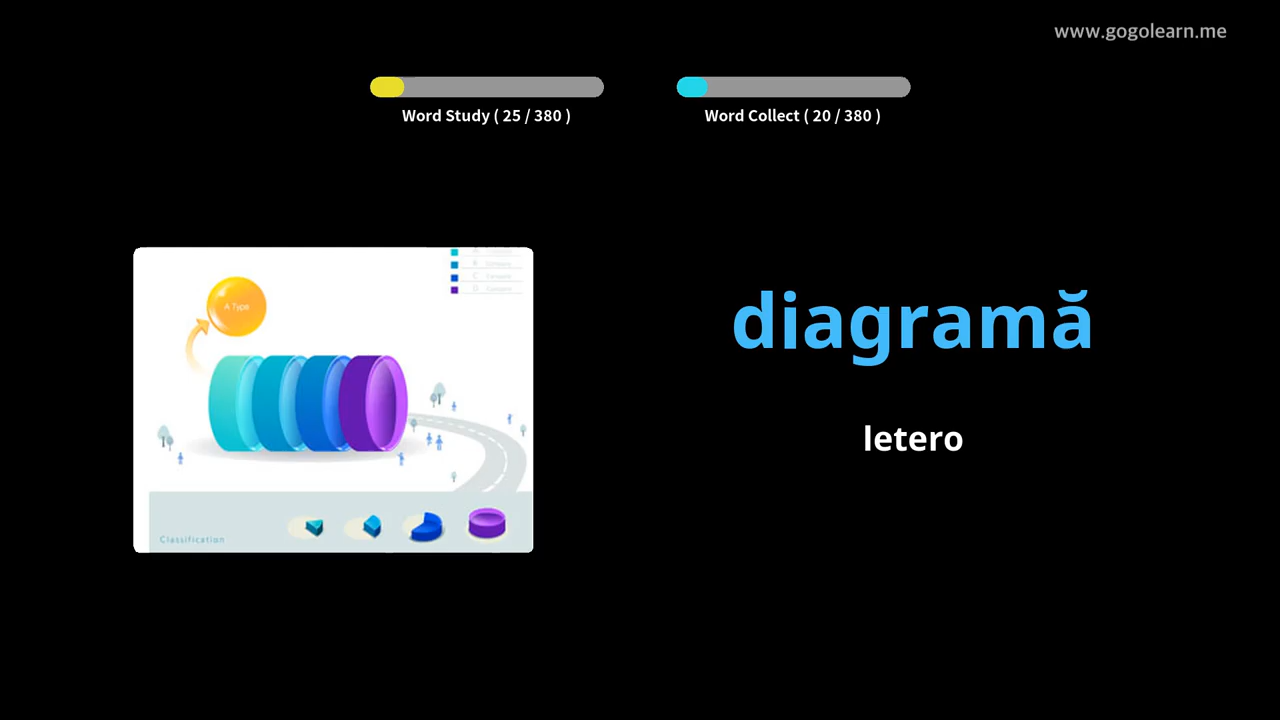 www.gogolearn.me
Word Study ( 25 / 380 )
Word Collect ( 20 / 380 )
A Type
B
C
D
diagramă
letero
Classification